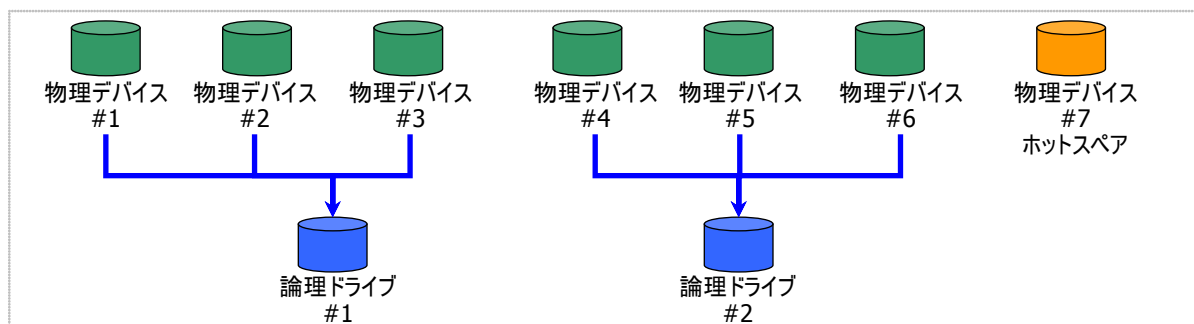 物理デバイス
#1
物理デバイス
#2
物理デバイス
#3
物理デバイス
#4
物理デバイス
#5
物理デバイス
#6
物理デバイス
#7
ホットスペア
論理ドライブ
#1
論理ドライブ
#2